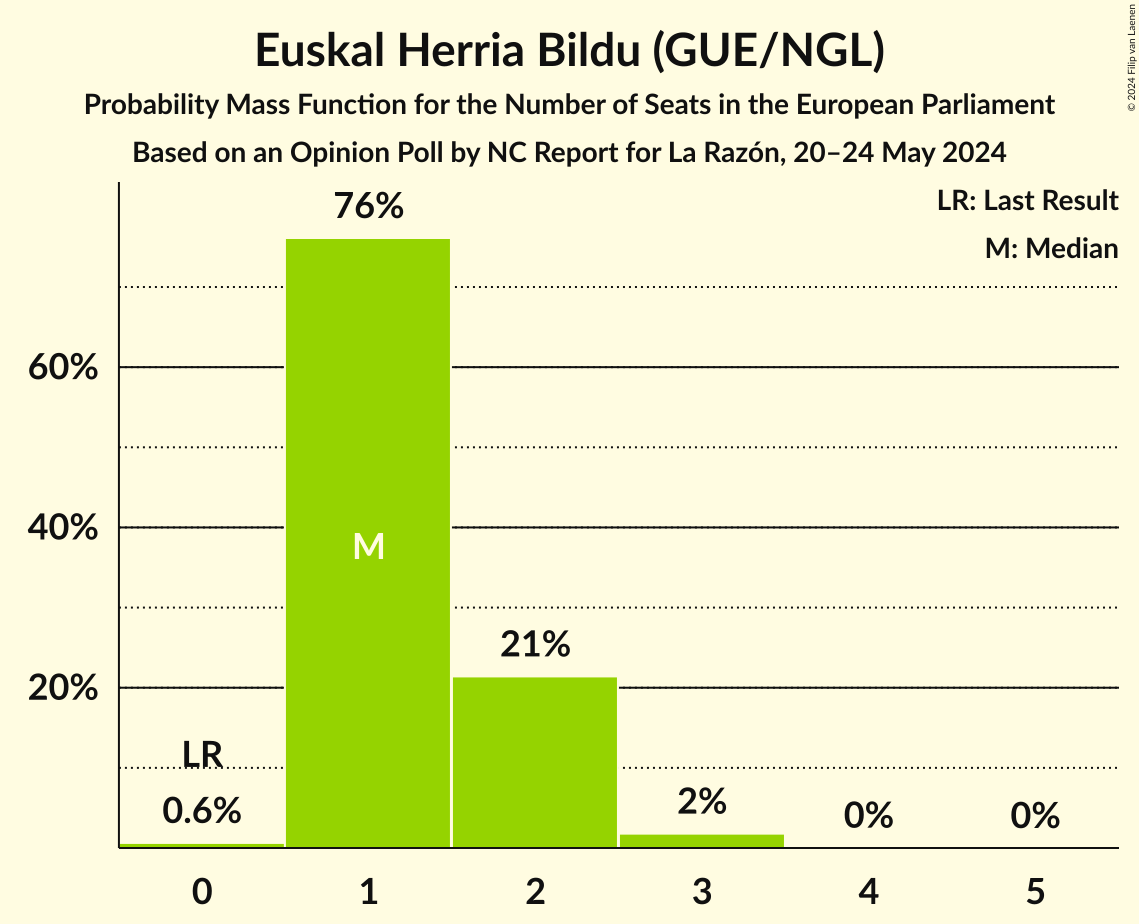 Euskal Herria Bildu (GUE/NGL)
Probability Mass Function for the Number of Seats in the European Parliament
Based on an Opinion Poll by NC Report for La Razón, 20–24 May 2024
© 2024 Filip van Laenen
LR: Last Result
M: Median
76%
60%
40%
M
21%
20%
LR
0.6%
2%
0%
0%
0
1
2
3
4
5